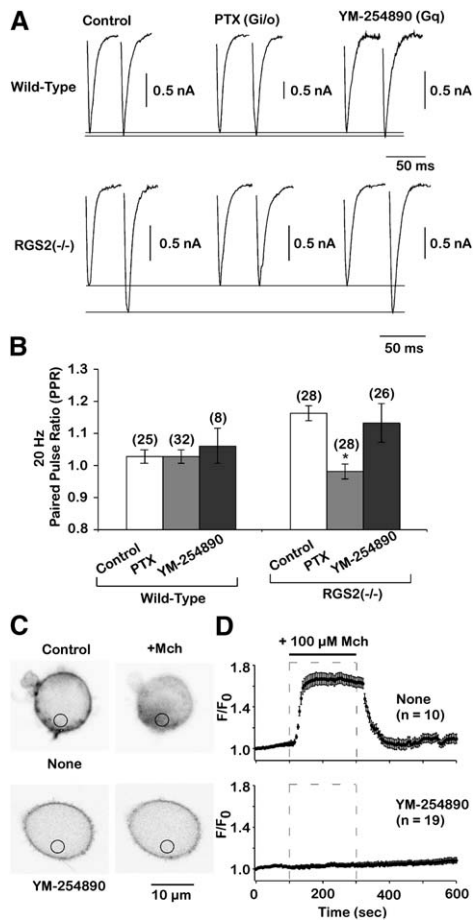 A
Control
PTX (Gi/o)
YM-254890 (Gq)
Wild-Type
0.5 nA
0.5 nA
0.5 nA
50 ms
RGS2(-/-)
0.5 nA
0.5 nA
0.5 nA
50 ms
B
20 Hz
Paired Pulse Ratio (PPR)
1.3
1.2
1.1
1.0
0.9
0.8
(25)
(32)
(8)
(28)
(28)
*
(26)
Control
PTX
YM-254890
Control
PTX
YM-254890
Wild-Type
RGS2(-/-)
C
Control
+Mch
None
YM-254890
10 µm
D
+ 100 µM Mch
F/F0
1.8
1.4
1.0
None
(n = 10)
F/F0
1.8
1.4
1.0
YM-254890
(n = 19)
0
200
400
600
Time (sec)